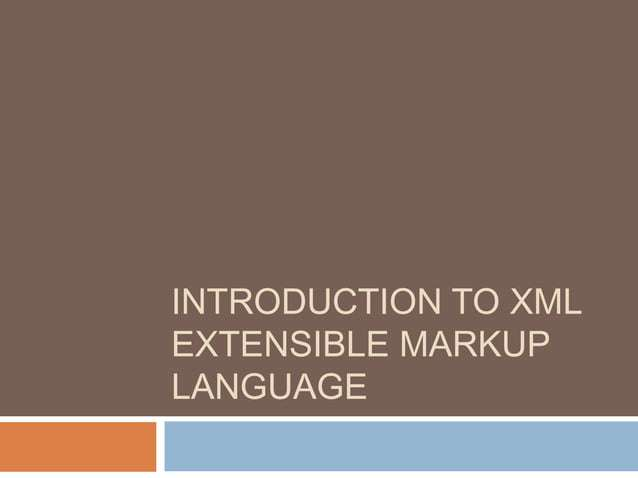 INTRODUCTION TO XML
EXTENSIBLE MARKUP
LANGUAGE